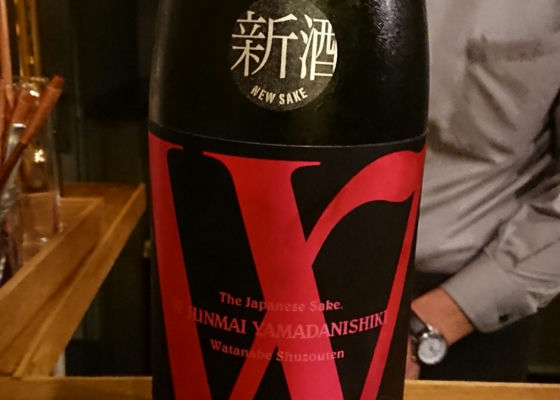 新酒
NEW SAKE
W
The Japanese Sake.
JUNMAI YAMADANISHIKI
Watanabe Shuzouten